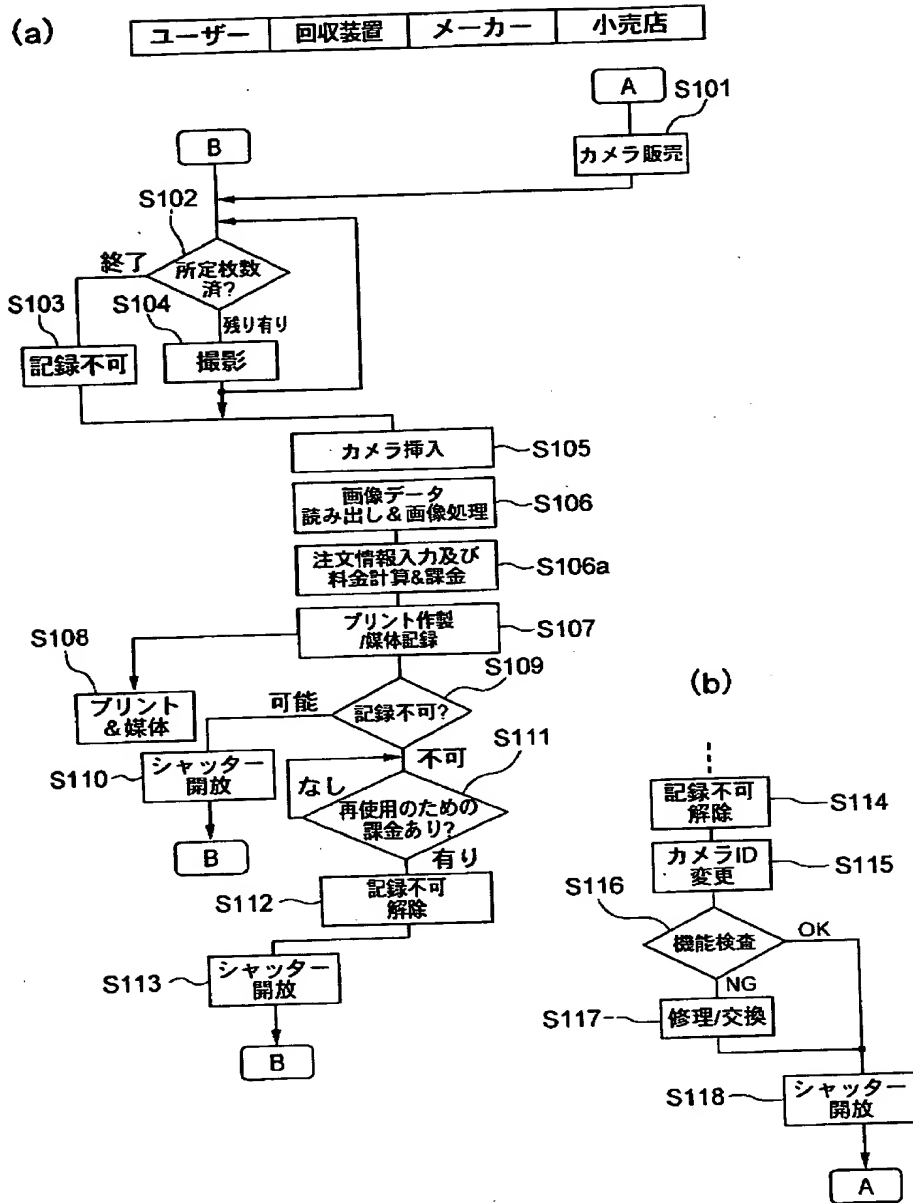 (a)
ユーザー 回収装置 メーカー 小売店
A
S101
カメラ販売
B
S102
終了
所定枚数
済?
S103
S104
残り有り
記録不可
撮影
カメラ挿入
S105
画像データ
読み出し&画像処理
S106
注文情報入力及び
料金計算&課金
S106a
プリント作製
/媒体記録
S107
S108
プリント
&媒体
S109
可能
記録不可?
(b)
S110
シャッター
開放
B
不可
S111
なし
再使用のための
課金あり?
有り
S112
記録不可
解除
S113
シャッター
開放
B
記録不可
解除
S114
カメラID
変更
S115
S116
機能検査
OK
NG
S117
修理/交換
S118
シャッター
開放
A